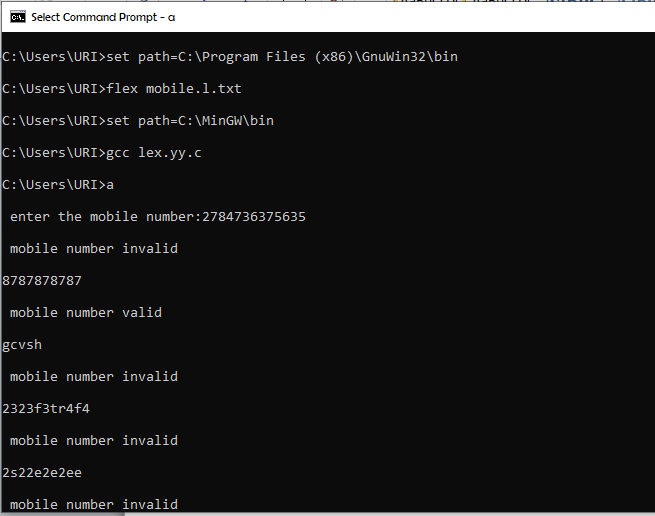 Select Command Prompt - a
C:\Users\URI>set path=C:\Program Files (x86)\GnuWin32\bin
C:\Users\URI>flex mobile.l.txt
C:\Users\URI>set path=C:\MinGW\bin
C:\Users\URI>gcc lex.yy.c
C:\Users\URI>a
enter the mobile number:2784736375635
mobile number invalid
8787878787
mobile number valid
gcvsh
mobile number invalid
2323f3tr4f4
mobile number invalid
2s22e2e2ee
mobile number invalid